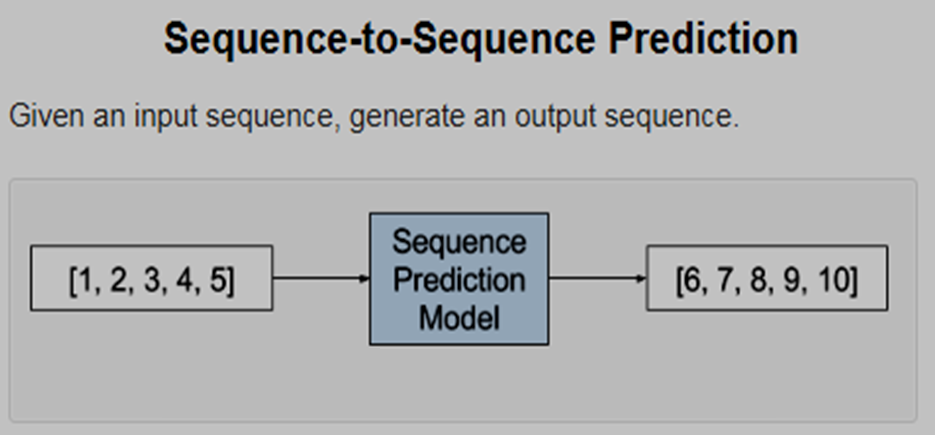 Sequence-to-Sequence Prediction
Given an input sequence, generate an output sequence.
[1, 2, 3, 4, 5]
Sequence
Prediction
Model
[6, 7, 8, 9, 10]